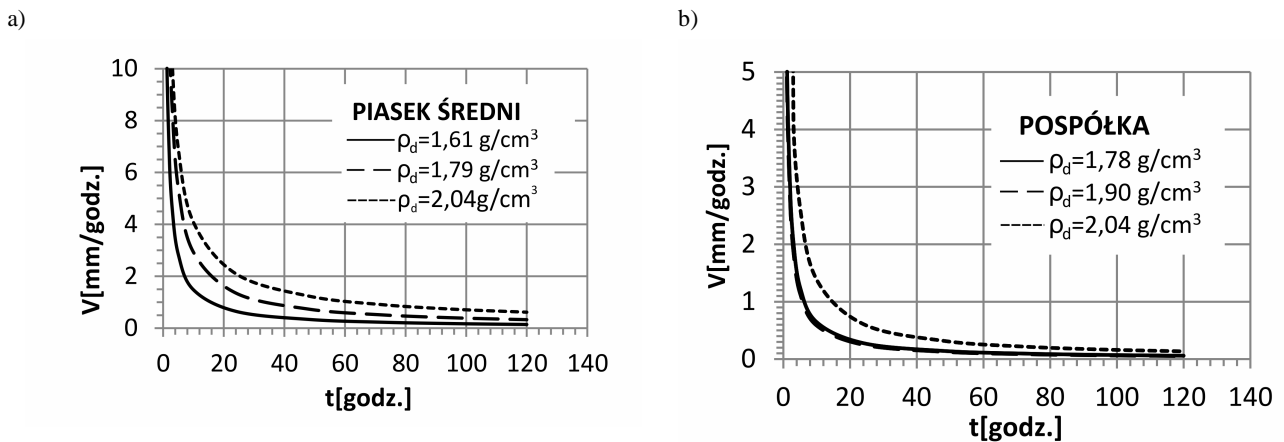 a)
b)
10
8
6
4
2
0
V[mm/godz.]
PIASEK ŚREDNI
ρd=1,61 g/cm³
ρd=1,79 g/cm³
ρd=2,04g/cm³
0 20 40 60 80 100 120 140
t[godz.]
5
4
3
2
1
0
V[mm/godz.]
POSPÓŁKA
ρd=1,78 g/cm³
ρd=1,90 g/cm³
ρd=2,04 g/cm³
0 20 40 60 80 100 120 140
t[godz.]